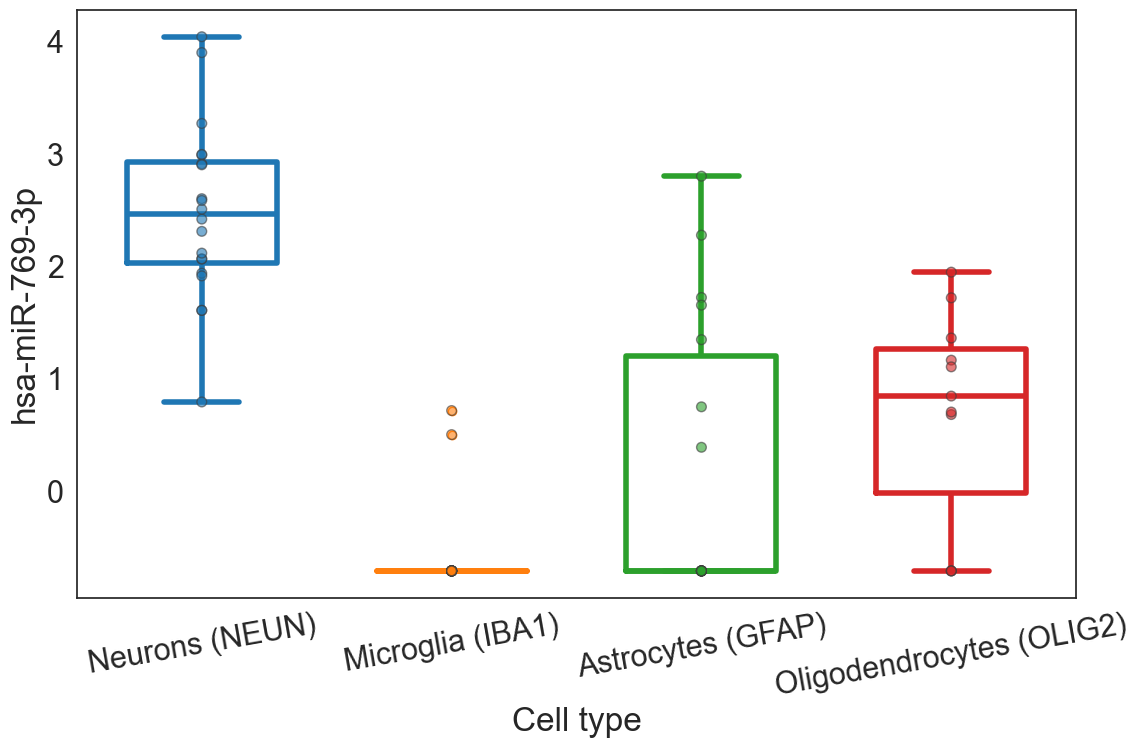 hsa-miR-769-3p
4
3
2
1
0
Neurons (NEUN)
Microglia (IBA1)
Astrocytes (GFAP)
Oligodendrocytes (OLIG2)
Cell type